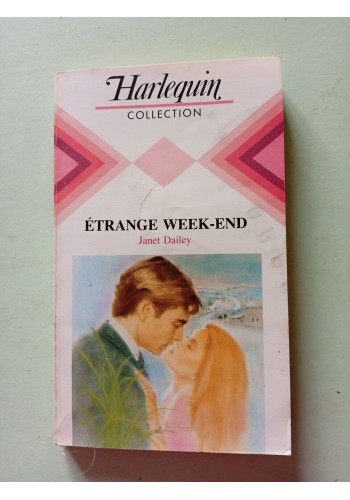 Harlequin
COLLECTION
ÉTRANGE WEEK-END
Janet Dailey